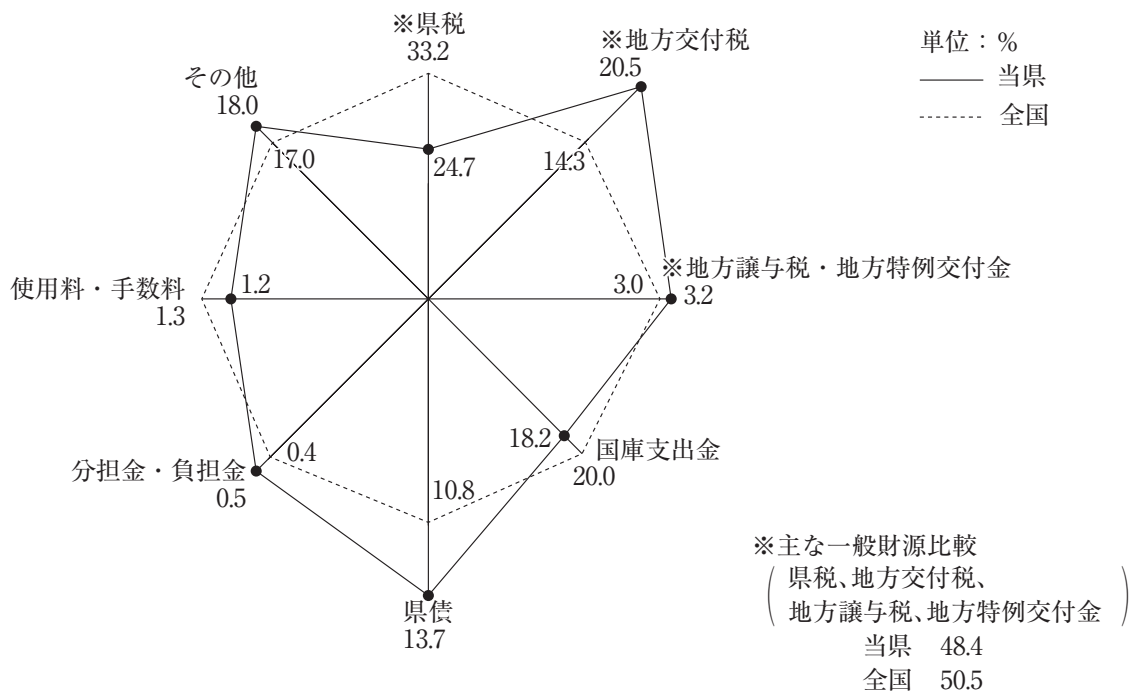 ※県税
33.2
※地方交付税
20.5
単位：%
当県
全国
その他
18.0
17.0
24.7
14.3
※地方譲与税・地方特例交付金
3.0
3.2
使用料・手数料
1.3
1.2
18.2
国庫支出金
20.0
分担金・負担金
0.5
0.4
10.8
県債
13.7
※主な一般財源比較
(県税、地方交付税、
地方譲与税、地方特例交付金)
当県 48.4
全国 50.5